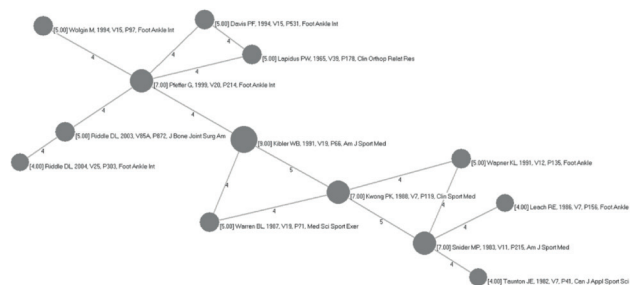 [5.00] Wolgin M, 1994, V15, P97, Foot Ankle Int
[5.00] Davis PF, 1994, V15, P531, Foot Ankle Int
4
4
[5.00] Lapidus PW, 1965, V39, P178, Clin Orthop Relat Res
4
4
[7.00] Pfeffer G, 1999, V20, P214, Foot Ankle Int
4
4
[5.00] Riddle DL, 2003, V85A, P872, J Bone Joint Surg Am
4
[4.00] Riddle DL, 2004, V25, P303, Foot Ankle Int
[9.00] Kibler WB, 1991, V19, P66, Am J Sport Med
5
4
[5.00] Wapner KL, 1991, V12, P135, Foot Ankle
4
[7.00] Kwong PK, 1988, V7, P119, Clin Sport Med
4
4
[4.00] Leach RE, 1986, V7, P156, Foot Ankle
[5.00] Warren BL, 1987, V19, P71, Med Sci Sport Exer
5
4
[7.00] Snider MP, 1983, V11, P215, Am J Sport Med
4
[4.00] Taunton JE, 1982, V7, P41, Can J Appl Sport Sci